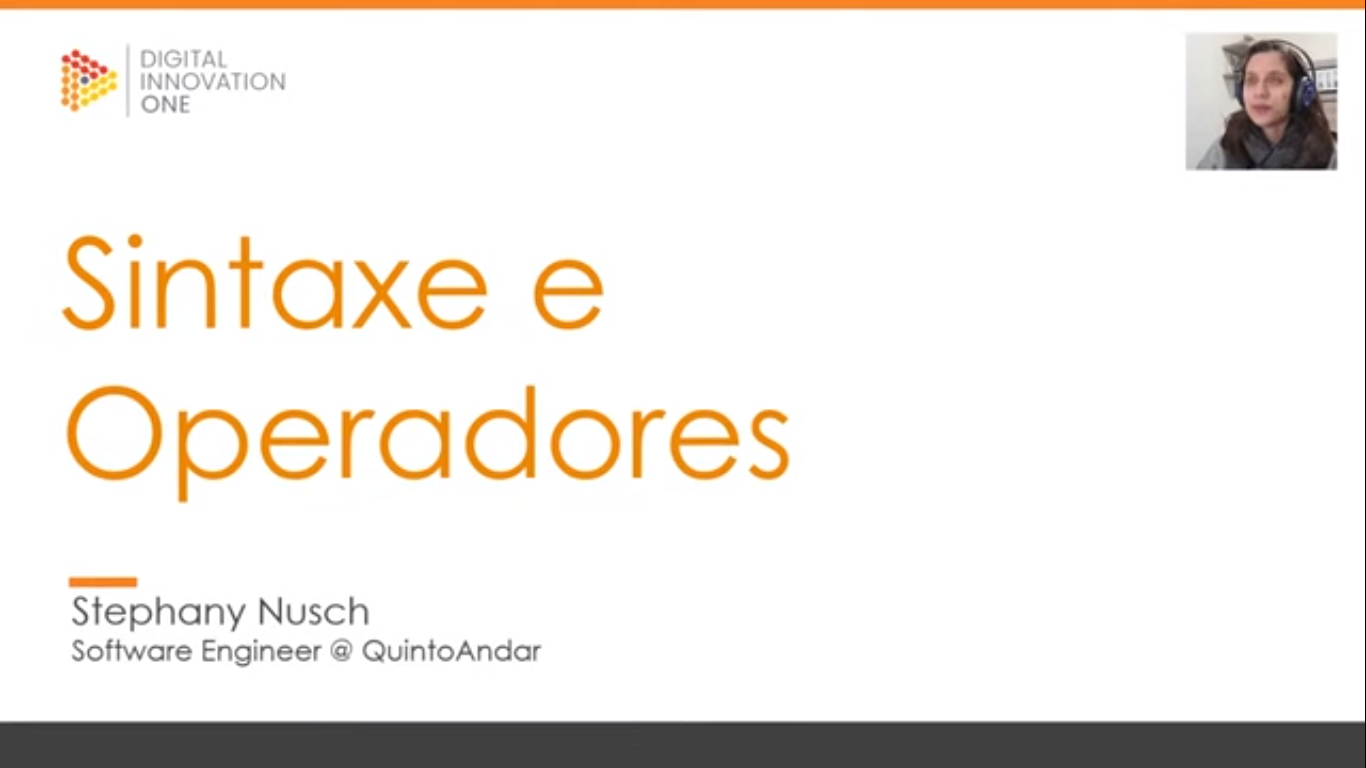 DIGITAL
INNOVATION
ONE
Sintaxe e
Operadores
Stephany Nusch
Software Engineer @ QuintoAndar